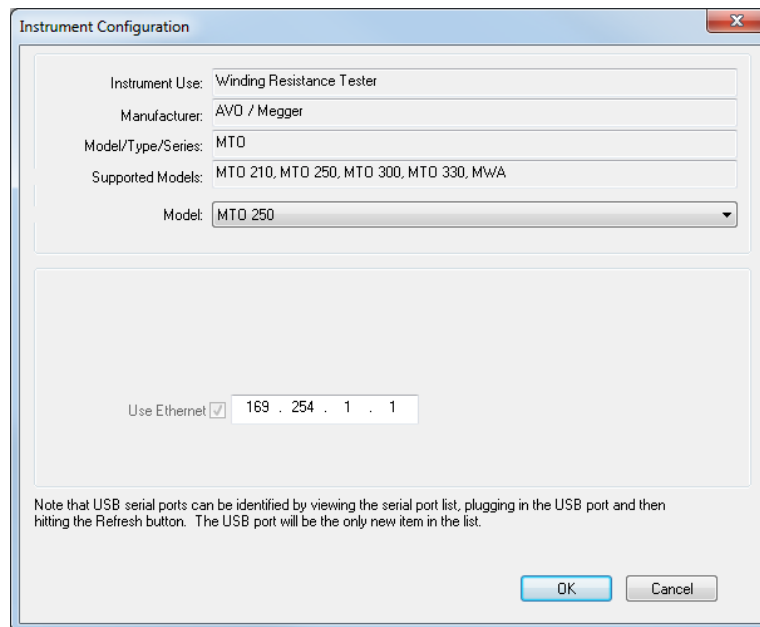 Instrument Configuration
Instrument Use: Winding Resistance Tester
Manufacturer: AVO / Megger
Model/Type/Series: MTO
Supported Models: MTO 210, MTO 250, MTO 300, MTO 330, MWA
Model: MTO 250
Use Ethernet 169 . 254 . 1 . 1
Note that USB serial ports can be identified by viewing the serial port list, plugging in the USB port and then
hitting the Refresh button. The USB port will be the only new item in the list.
OK Cancel